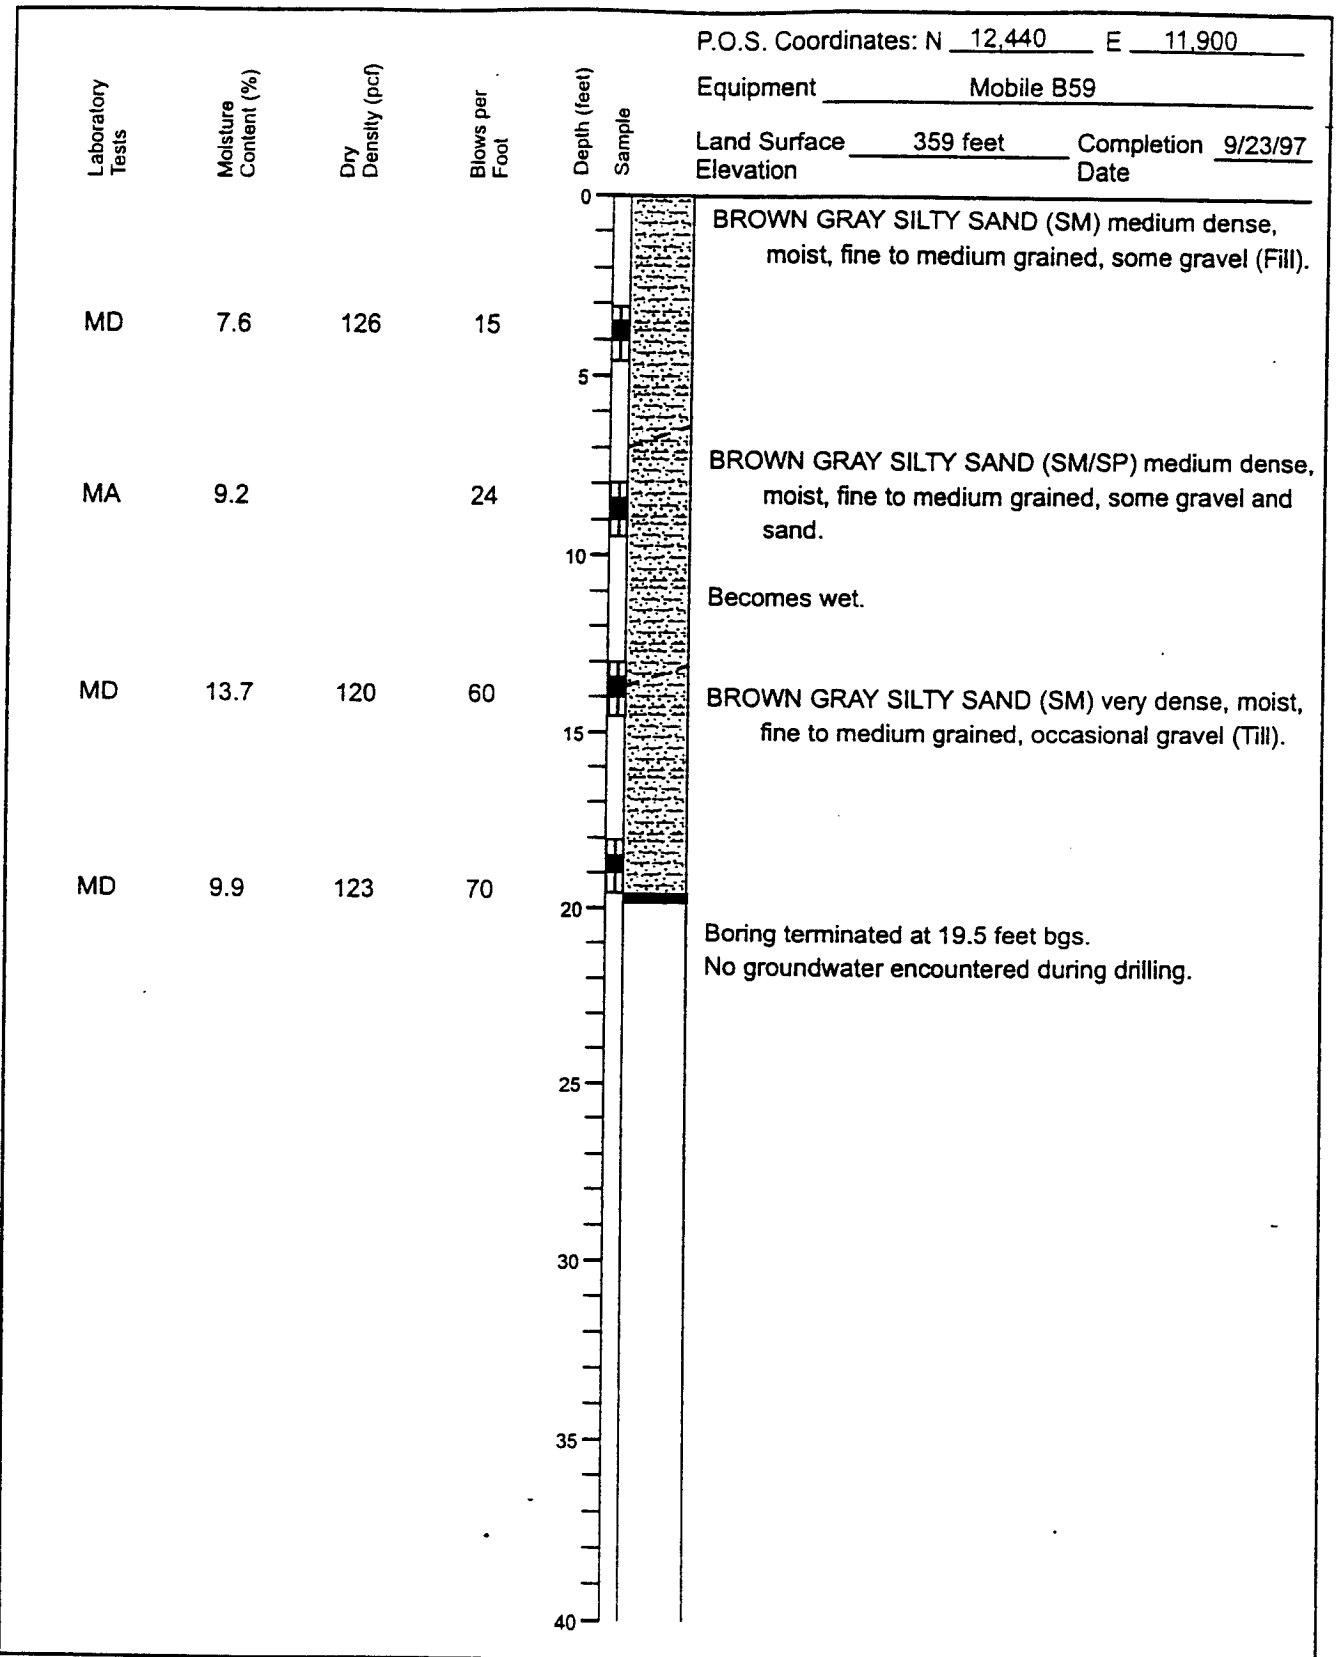 P.O.S. Coordinates: N 12,440 E 11,900
Equipment Mobile B59
Land Surface 359 feet Completion 9/23/97
Elevation Date
Laboratory
Tests
Moisture
Content (%)
Dry
Density (pcf)
Blows per
Foot
Depth (feet)
Sample
0
BROWN GRAY SILTY SAND (SM) medium dense,
moist, fine to medium grained, some gravel (Fill).
MD 7.6 126 15
5
BROWN GRAY SILTY SAND (SM/SP) medium dense,
MA 9.2 24 moist, fine to medium grained, some gravel and
sand.
10
Becomes wet.
MD 13.7 120 60 BROWN GRAY SILTY SAND (SM) very dense, moist,
15 fine to medium grained, occasional gravel (Till).
MD 9.9 123 70
20
Boring terminated at 19.5 feet bgs.
No groundwater encountered during drilling.
25
30
35
40